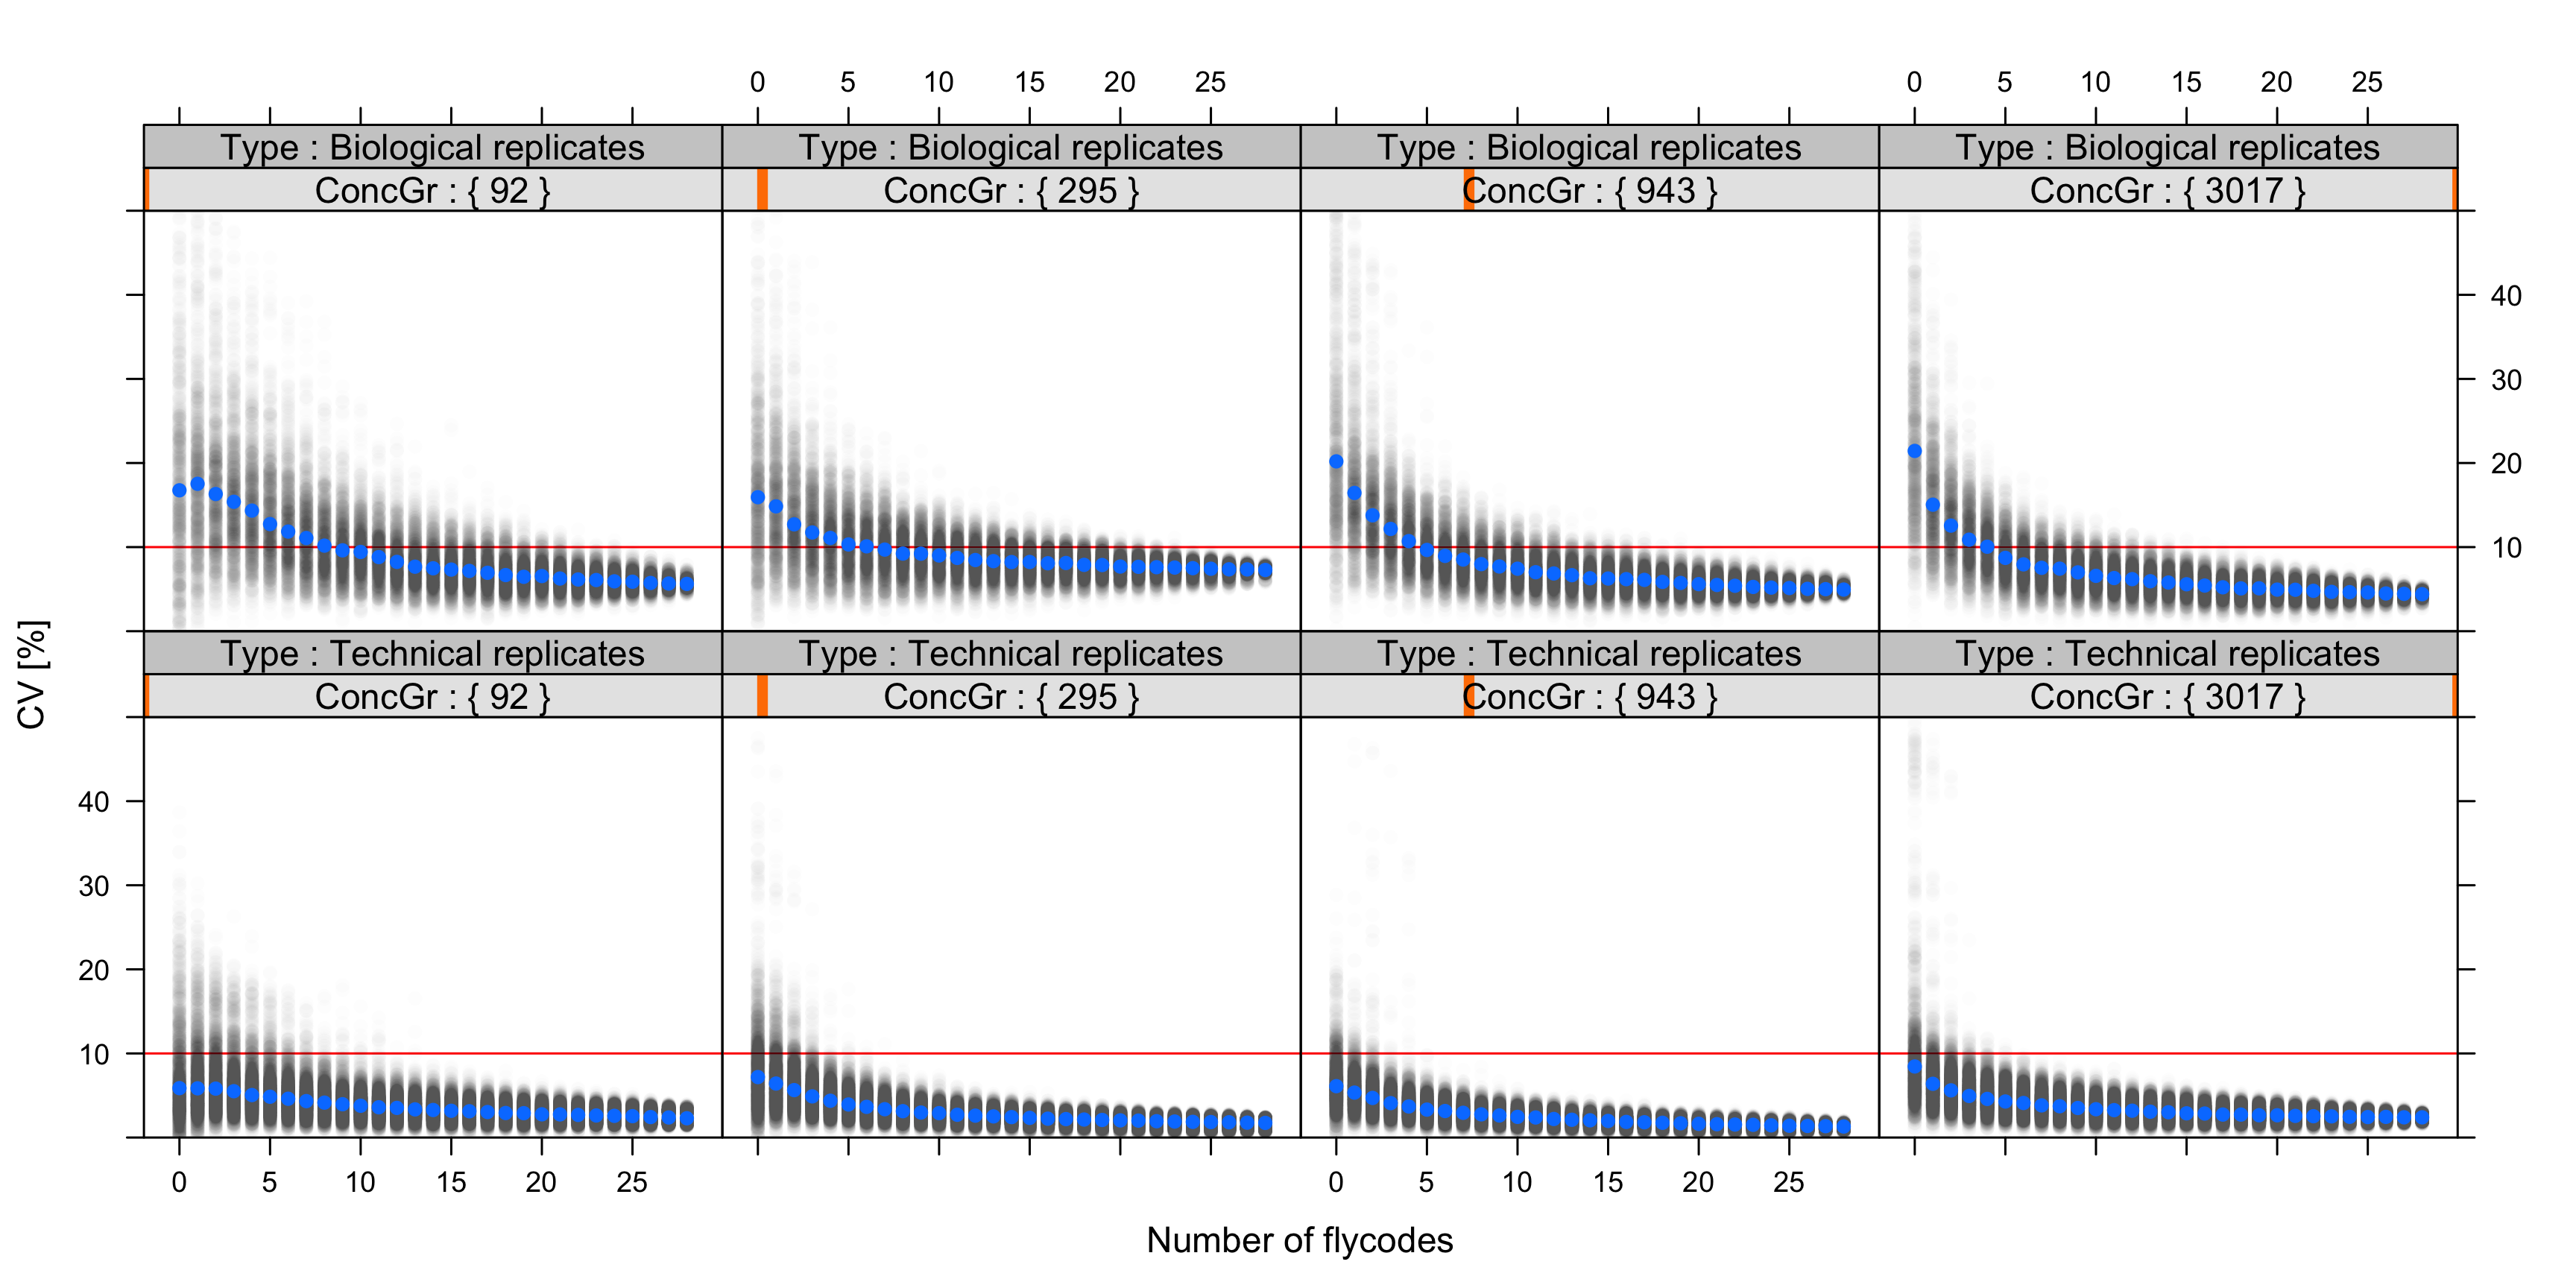 0 5 10 15 20 25 0 5 10 15 20 25
Type : Biological replicates Type : Biological replicates Type : Biological replicates Type : Biological replicates
ConcGr : { 92 } ConcGr : { 295 } ConcGr : { 943 } ConcGr : { 3017 }
40
30
20
10
CV [%]
Type : Technical replicates Type : Technical replicates Type : Technical replicates Type : Technical replicates
ConcGr : { 92 } ConcGr : { 295 } ConcGr : { 943 } ConcGr : { 3017 }
40
30
20
10
0 5 10 15 20 25 0 5 10 15 20 25
Number of flycodes